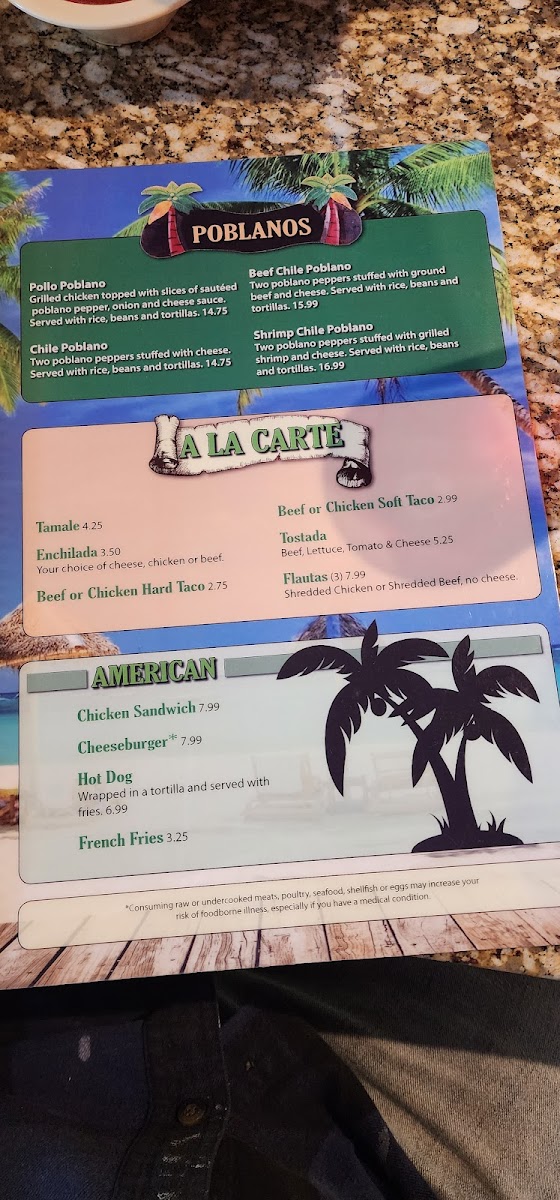 POBLANOS
Pollo Poblano
Grilled chicken topped with slices of sautéed
poblano pepper, onion and cheese sauce.
Served with rice, beans and tortillas. 14.75
Chile Poblano
Two poblano peppers stuffed with cheese.
Served with rice, beans and tortillas. 14.75
Beef Chile Poblano
Two poblano peppers stuffed with ground
beef and cheese. Served with rice, beans and
tortillas. 15.99
Shrimp Chile Poblano
Two poblano peppers stuffed with grilled
shrimp and cheese. Served with rice, beans
and tortillas. 16.99
A LA CARTE
Tamale 4.25
Enchilada 3.50
Your choice of cheese, chicken or beef.
Beef or Chicken Hard Taco 2.75
Beef or Chicken Soft Taco 2.99
Tostada
Beef, Lettuce, Tomato & Cheese 5.25
Flautas (3) 7.99
Shredded Chicken or Shredded Beef, no cheese.
AMERICAN
Chicken Sandwich 7.99
Cheeseburger* 7.99
Hot Dog
Wrapped in a tortilla and served with
fries. 6.99
French Fries 3.25
*Consuming raw or undercooked meats, poultry, seafood, shellfish or eggs may increase your
risk of foodborne illness, especially if you have a medical condition.